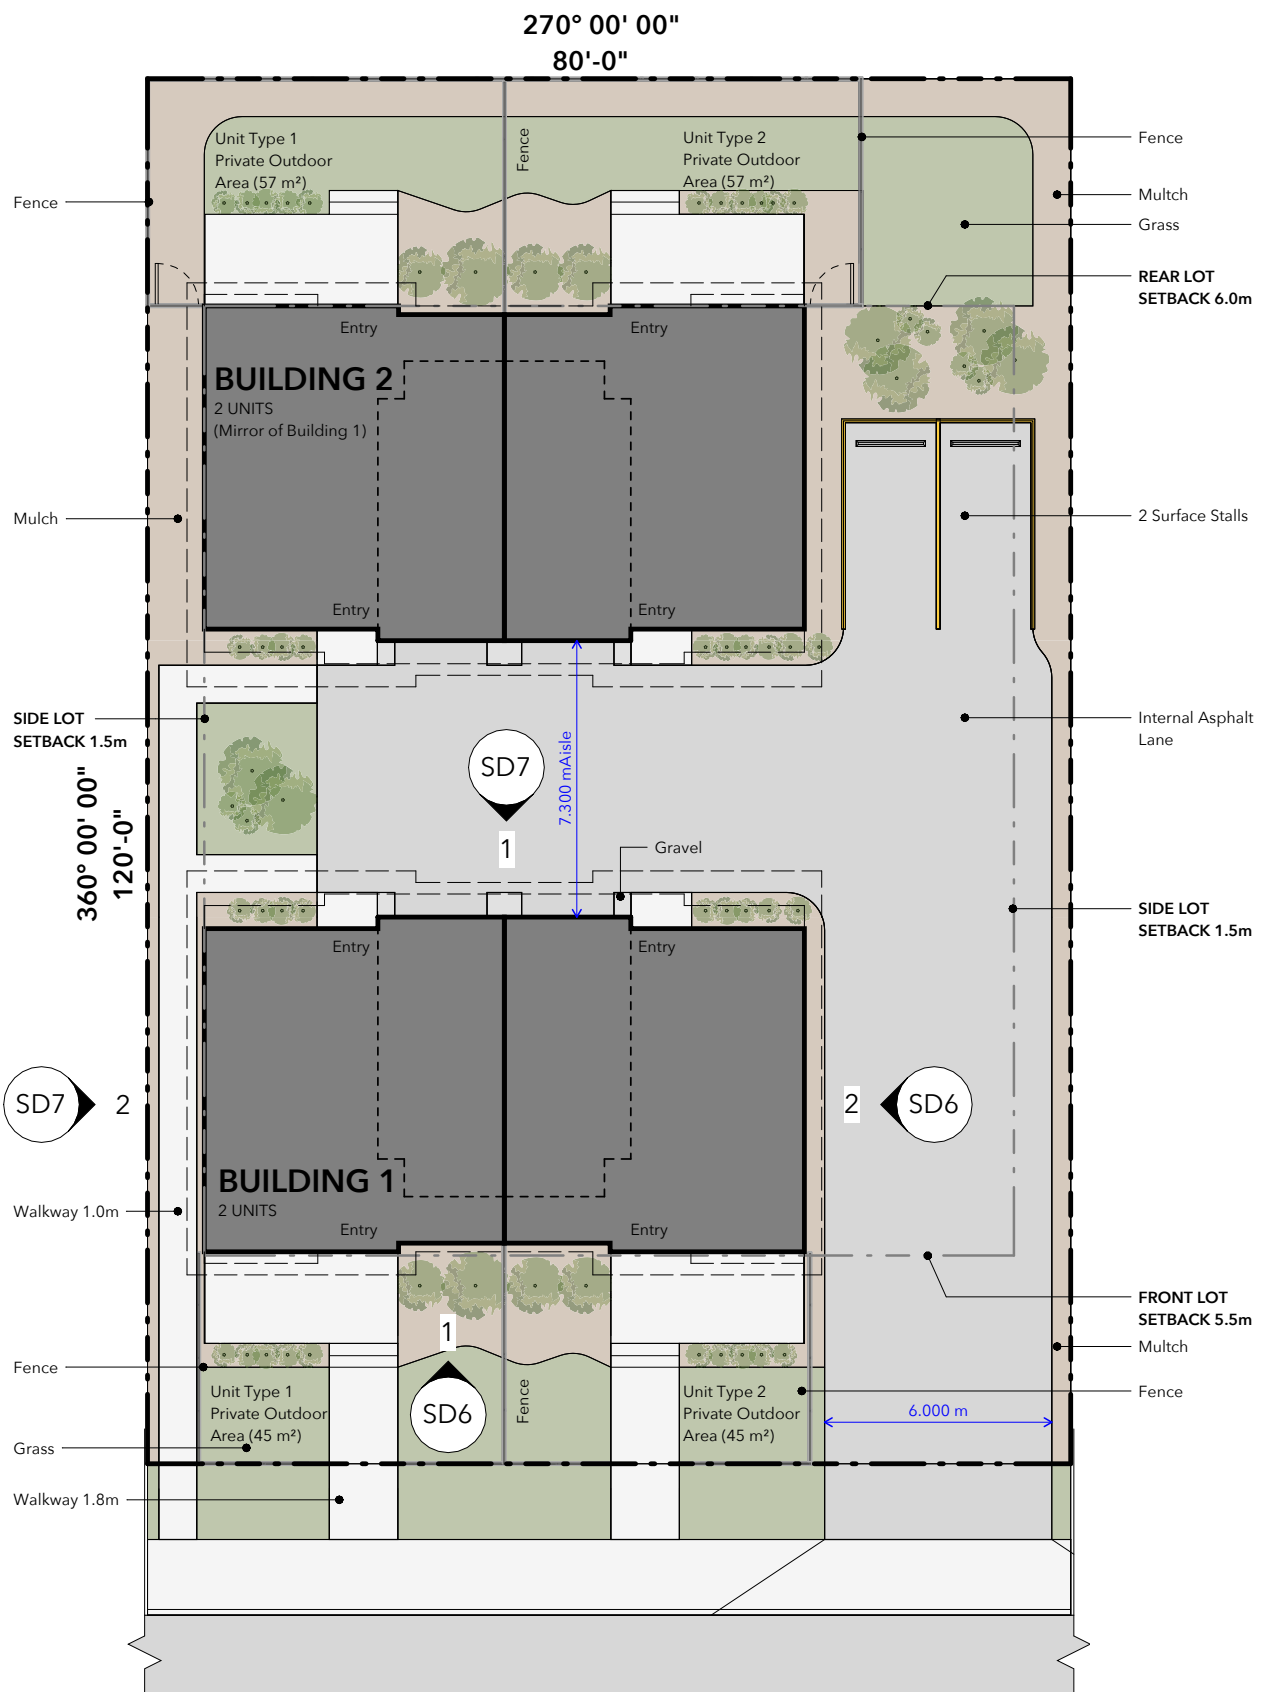 270° 00' 00"
80'-0"
Unit Type 1
Private Outdoor
Area (57 m²)
Fence
Unit Type 2
Private Outdoor
Area (57 m²)
Fence
Multch
Fence
Grass
REAR LOT
SETBACK 6.0m
Entry
Entry
BUILDING 2
2 UNITS
(Mirror of Building 1)
Mulch
2 Surface Stalls
Entry
Entry
SIDE LOT
SETBACK 1.5m
Internal Asphalt
Lane
360° 00' 00"
120'-0"
SD7
1
7.300 mAisle
Gravel
SIDE LOT
SETBACK 1.5m
Entry
Entry
SD7
2
2
SD6
BUILDING 1
2 UNITS
Walkway 1.0m
Entry
Entry
FRONT LOT
SETBACK 5.5m
1
Multch
Fence
Unit Type 1
Private Outdoor
Area (45 m²)
SD6
Fence
Unit Type 2
Private Outdoor
Area (45 m²)
Fence
6.000 m
Grass
Walkway 1.8m